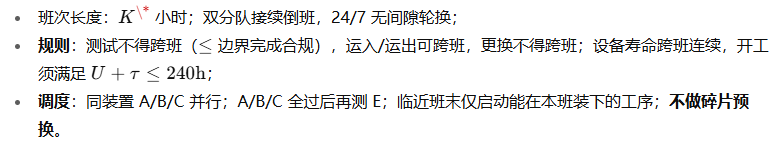 班次长度：K\* 小时；双分队接续倒班，24/7 无间隙轮换；
规则：测试不得跨班（≤ 边界完成合规），运入/运出可跨班，更换不得跨班；设备寿命跨班连续，开工
须满足 U + τ ≤ 240h；
调度：同装置 A/B/C 并行；A/B/C 全过后再测 E；临近班末仅启动能在本班装下的工序；不做碎片预
换。